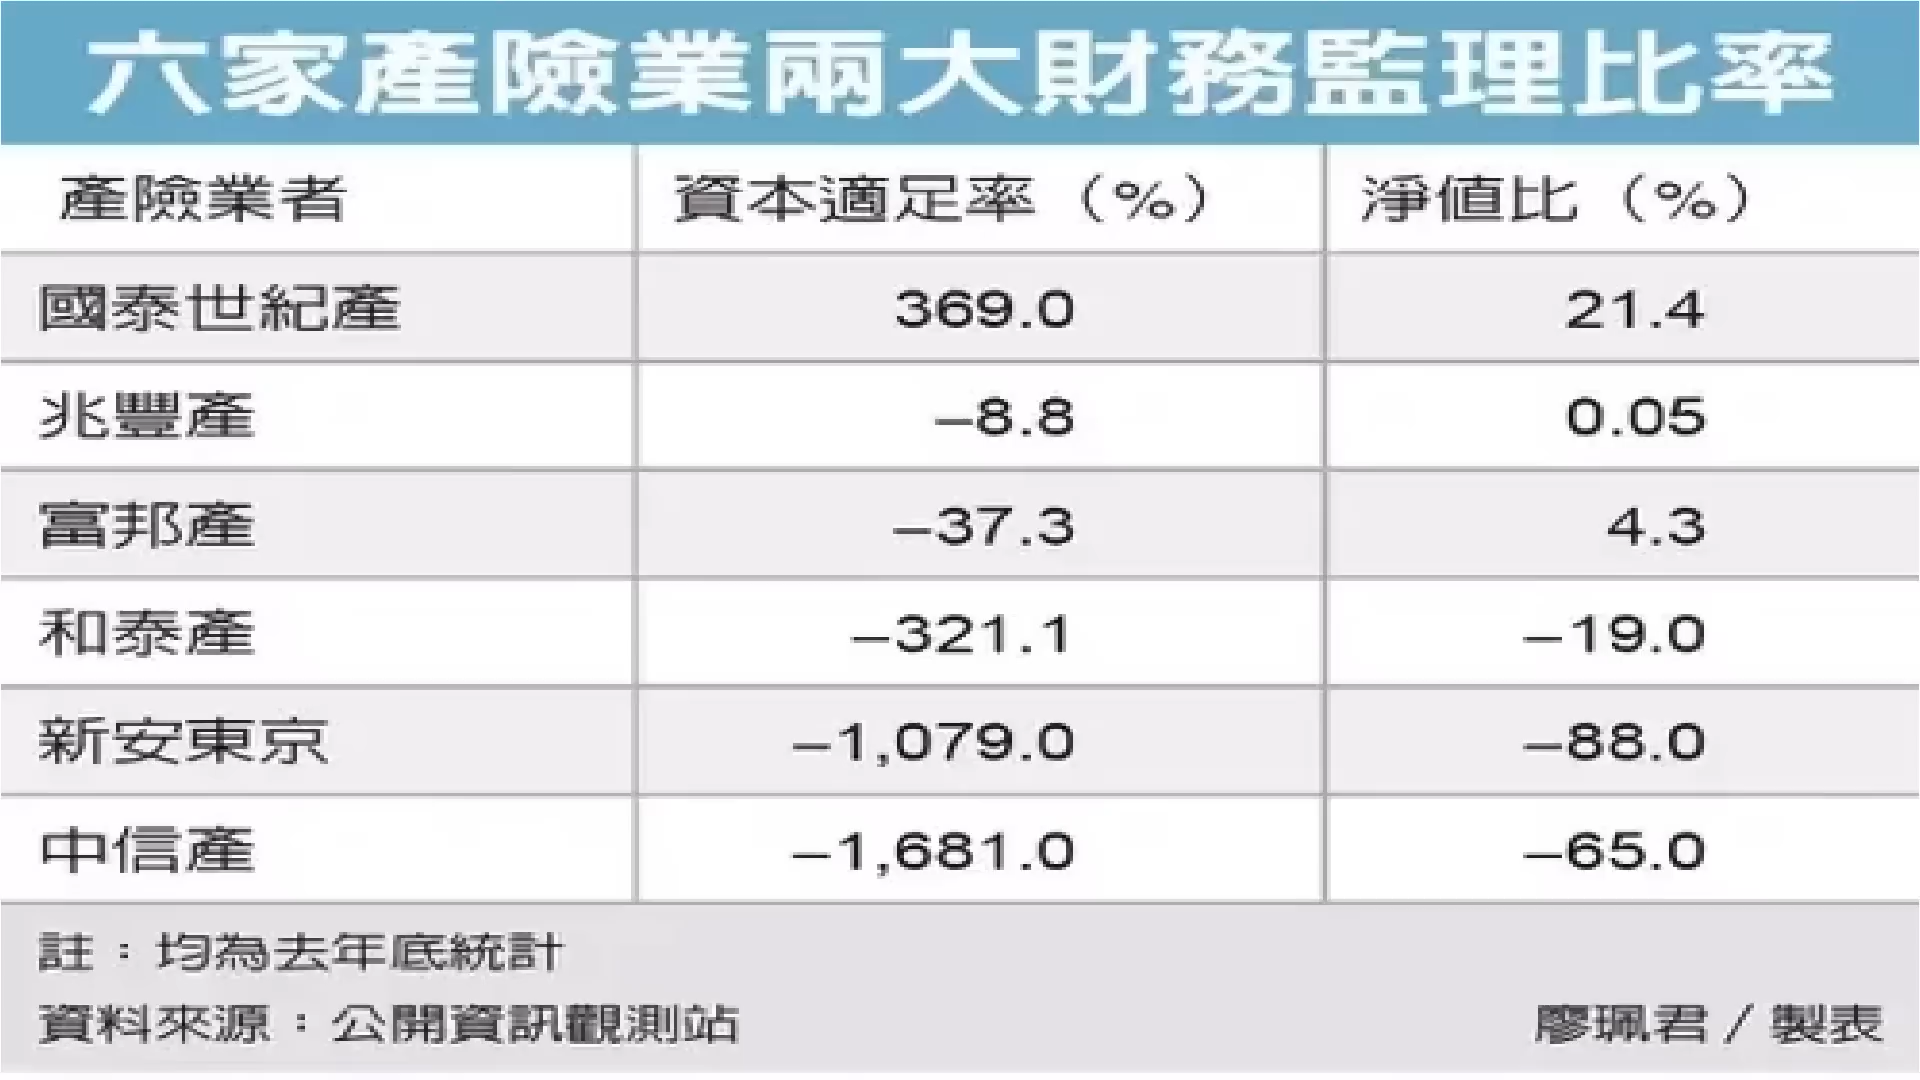 六家產險業兩大財務監理比率
產險業者 資本適足率（%） 淨值比（%）
國泰世紀產 369.0 21.4
兆豐產 –8.8 0.05
富邦產 –37.3 4.3
和泰產 –321.1 –19.0
新安東京 –1,079.0 –88.0
中信產 –1,681.0 –65.0
註：均為去年底統計
資料來源：公開資訊觀測站 廖珮君／製表